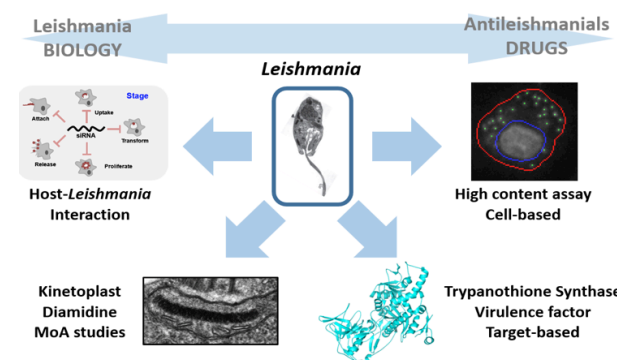 Leishmania
BIOLOGY
Antileishmanials
DRUGS
Leishmania
Stage
Attach
Uptake
siRNA
Transform
Release
Proliferate
Host-Leishmania
Interaction
High content assay
Cell-based
Kinetoplast
Diamidine
MoA studies
Trypanothione Synthase
Virulence factor
Target-based